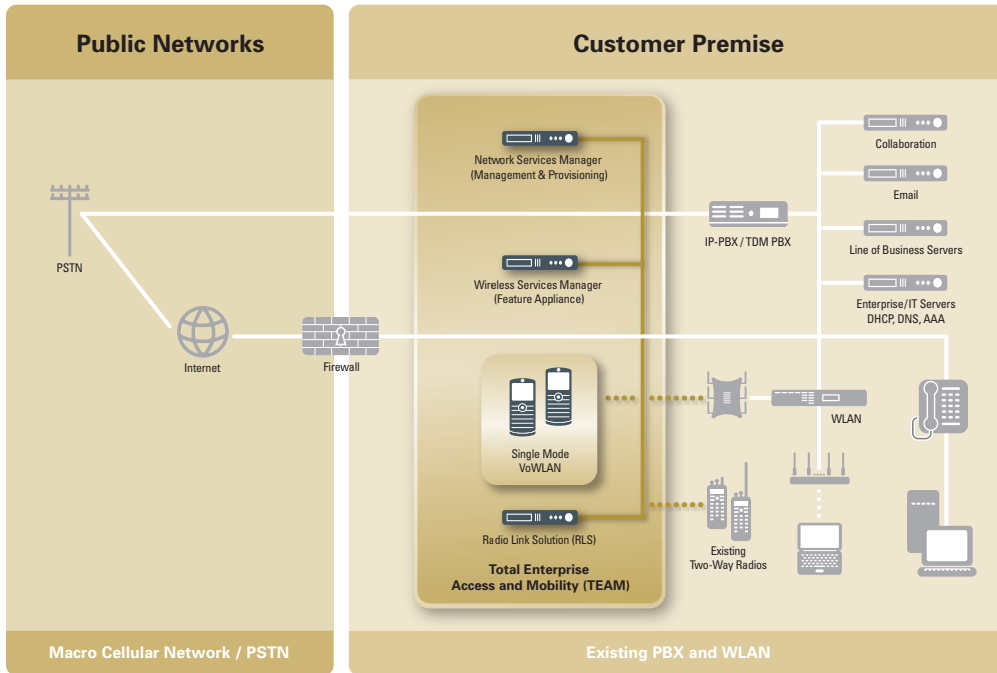 Public Networks
Customer Premise
PSTN
Internet
Firewall
Network Services Manager
(Management & Provisioning)
Wireless Services Manager
(Feature Appliance)
Single Mode
VoWLAN
Radio Link Solution (RLS)
Total Enterprise
Access and Mobility (TEAM)
IP-PBX / TDM PBX
Collaboration
Email
Line of Business Servers
Enterprise/IT Servers
DHCP, DNS, AAA
WLAN
Existing
Two-Way Radios
Macro Cellular Network / PSTN
Existing PBX and WLAN